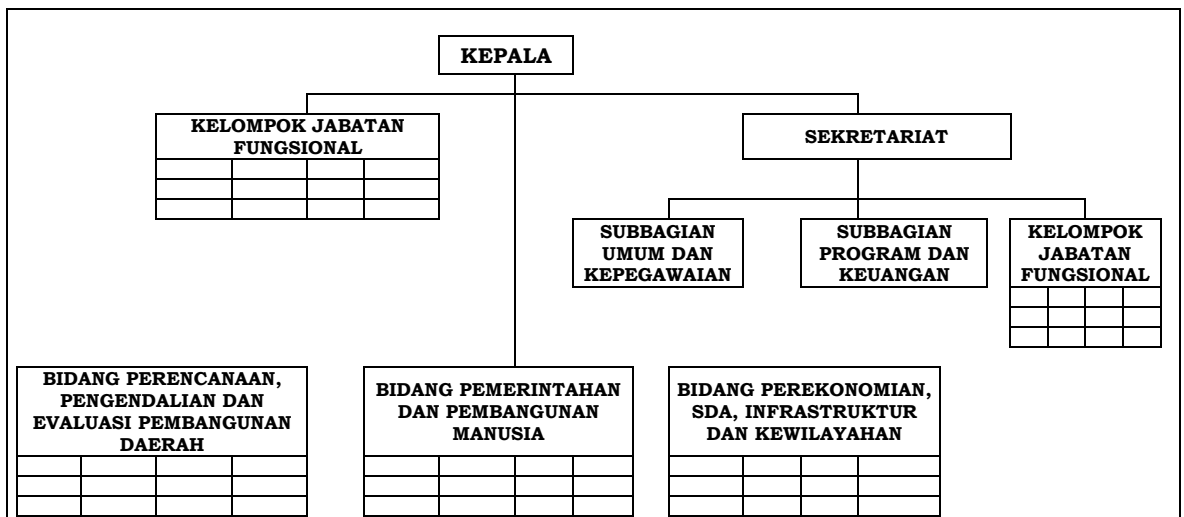 KEPALA
KELOMPOK JABATAN
FUNGSIONAL
SEKRETARIAT
SUBBAGIAN
UMUM DAN
KEPEGAWAIAN
SUBBAGIAN
PROGRAM DAN
KEUANGAN
KELOMPOK
JABATAN
FUNGSIONAL
BIDANG PERENCANAAN,
PENGENDALIAN DAN
EVALUASI PEMBANGUNAN
DAERAH
BIDANG PEMERINTAHAN
DAN PEMBANGUNAN
MANUSIA
BIDANG PEREKONOMIAN,
SDA, INFRASTRUKTUR
DAN KEWILAYAHAN